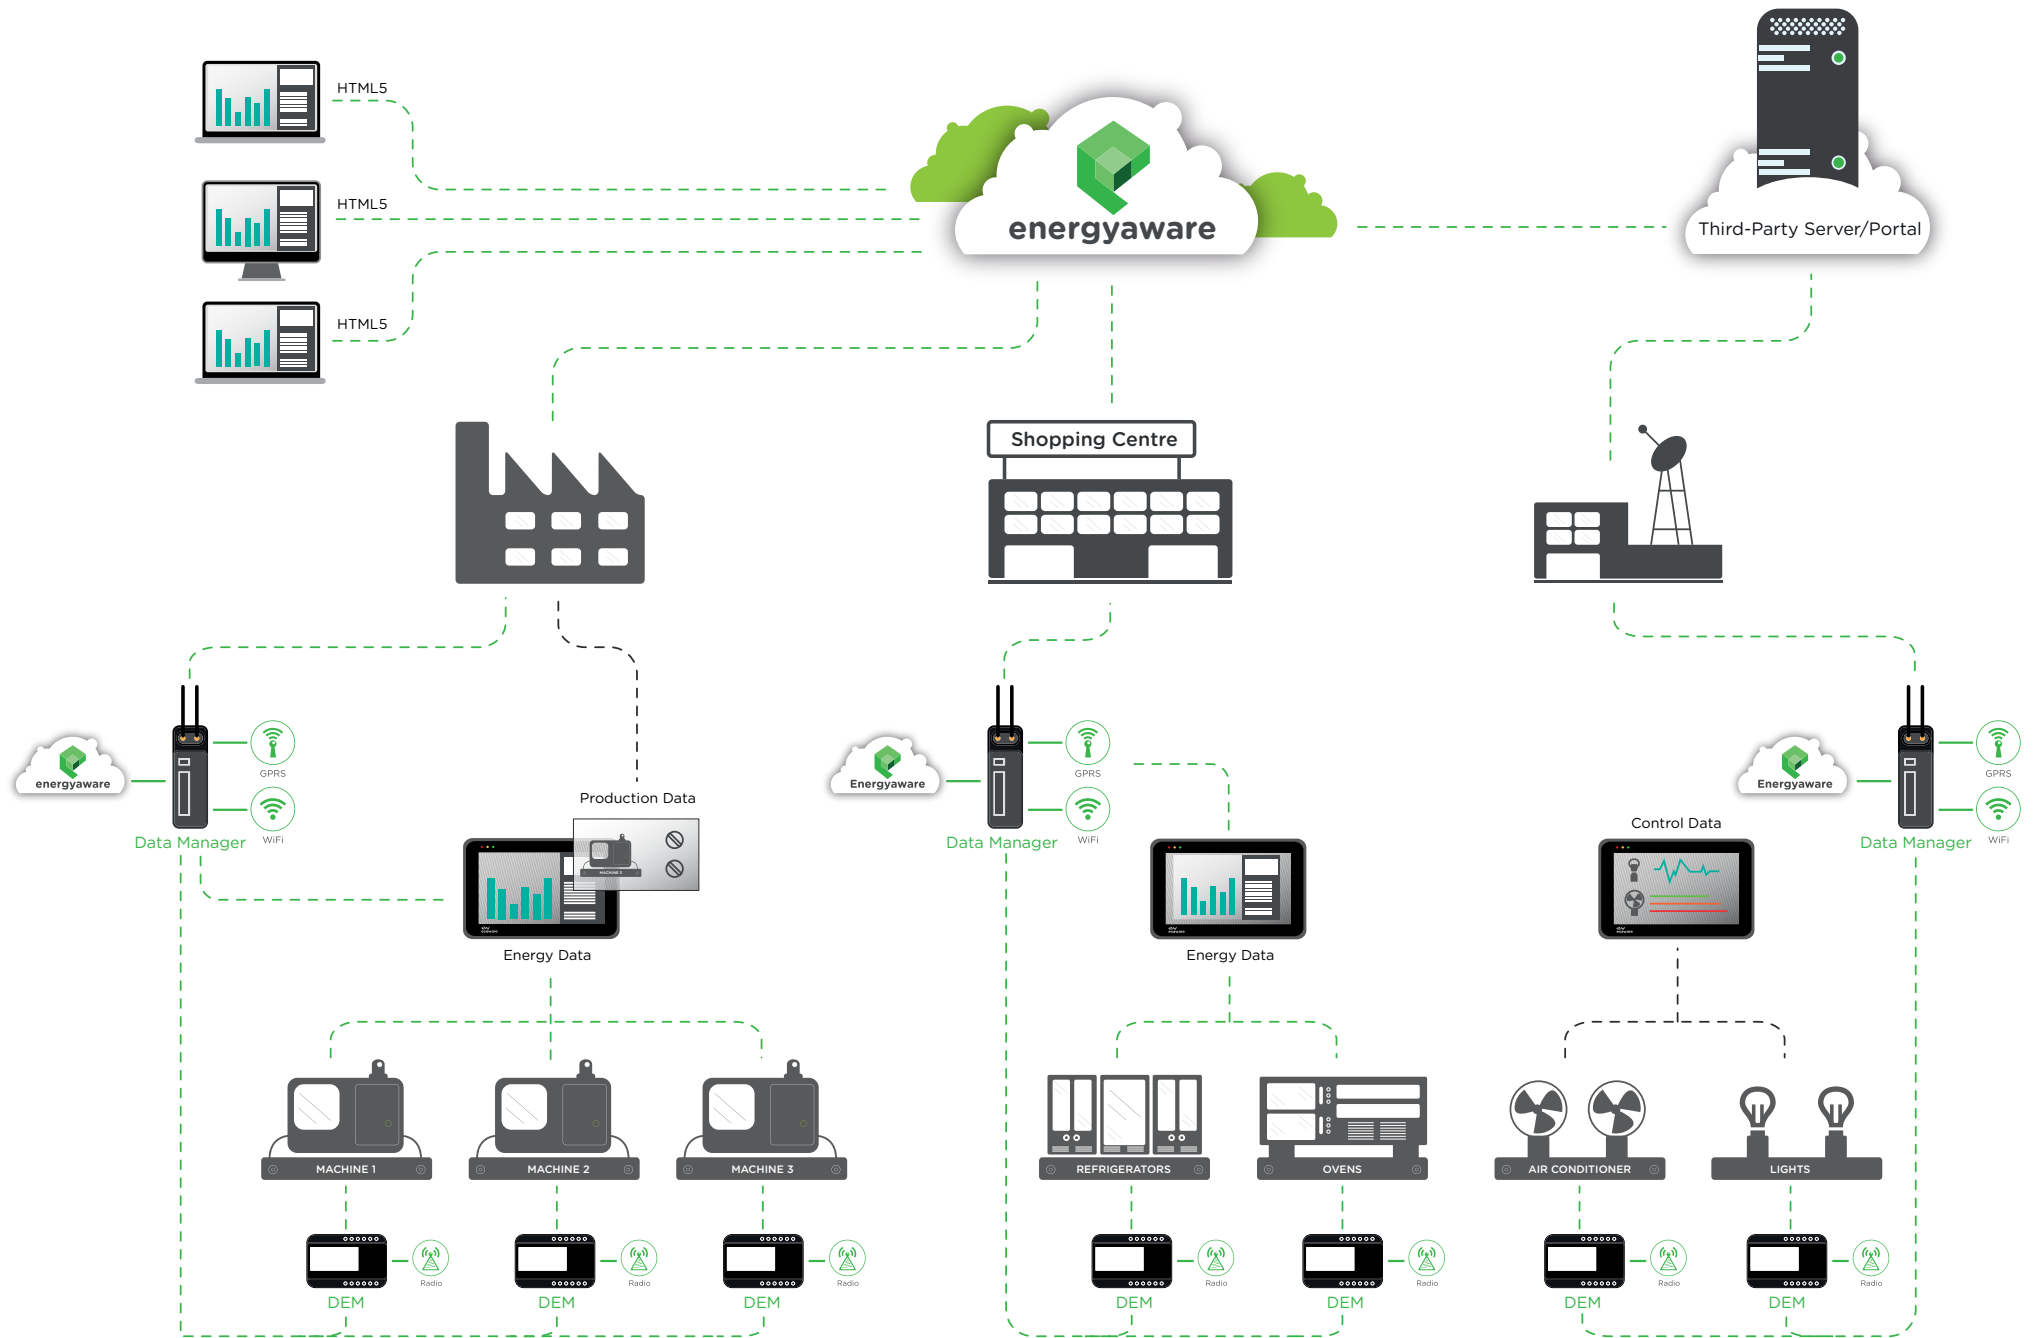 HTML5
HTML5
HTML5
energyaware
Third-Party Server/Portal
Shopping Centre
energyaware
GPRS
WiFi
Data Manager
Production Data
MACHINE 3
Energy Data
Energyaware
GPRS
WiFi
Data Manager
Energy Data
Control Data
Energyaware
GPRS
WiFi
Data Manager
MACHINE 1
MACHINE 2
MACHINE 3
REFRIGERATORS
OVENS
AIR CONDITIONER
LIGHTS
Radio
Radio
Radio
Radio
Radio
Radio
Radio
DEM
DEM
DEM
DEM
DEM
DEM
DEM